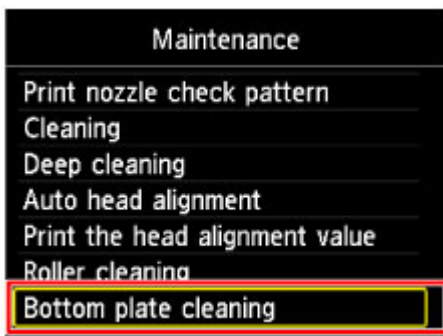 Maintenance
Print nozzle check pattern
Cleaning
Deep cleaning
Auto head alignment
Print the head alignment value
Roller cleaning
Bottom plate cleaning